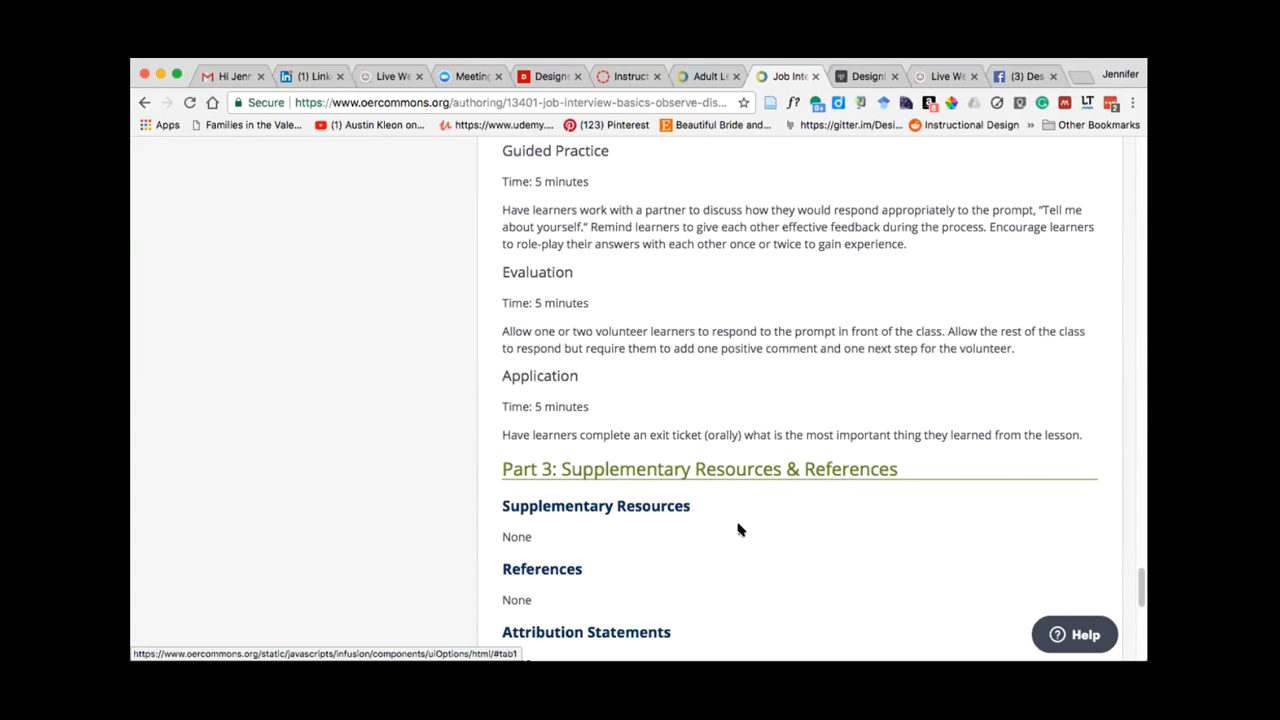 Hi Jenn
(1) Link
Live We
Meeting
Designe
Instruct
Adult Le
Job Inte
Designi
Live We
(3) Des
Jennifer
Secure https://www.oercommons.org/authoring/13401-job-interview-basics-observe-dis...
Apps Families in the Vale... (1) Austin Kleon on... https://www.udemy.... (123) Pinterest Beautiful Bride and... https://gitter.im/Desi... Instructional Design » Other Bookmarks
Guided Practice
Time: 5 minutes
Have learners work with a partner to discuss how they would respond appropriately to the prompt, “Tell me
about yourself.” Remind learners to give each other effective feedback during the process. Encourage learners
to role-play their answers with each other once or twice to gain experience.
Evaluation
Time: 5 minutes
Allow one or two volunteer learners to respond to the prompt in front of the class. Allow the rest of the class
to respond but require them to add one positive comment and one next step for the volunteer.
Application
Time: 5 minutes
Have learners complete an exit ticket (orally) what is the most important thing they learned from the lesson.
Part 3: Supplementary Resources & References
Supplementary Resources
None
References
None
Attribution Statements
Help
https://www.oercommons.org/static/javascripts/infusion/components/uiOptions/html/#tab1